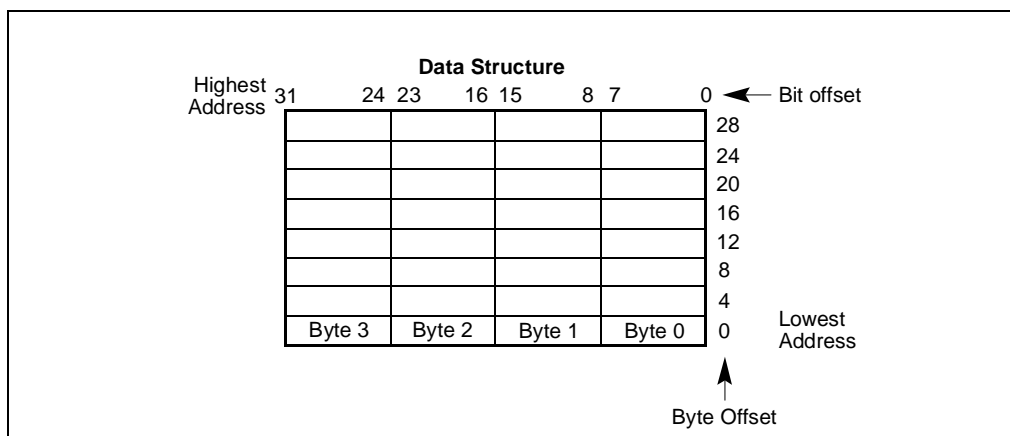 Data Structure
Highest
Address
31 24 23 16 15 8 7 0
Bit offset
28
24
20
16
12
8
4
Byte 3 Byte 2 Byte 1 Byte 0 0
Lowest
Address
Byte Offset